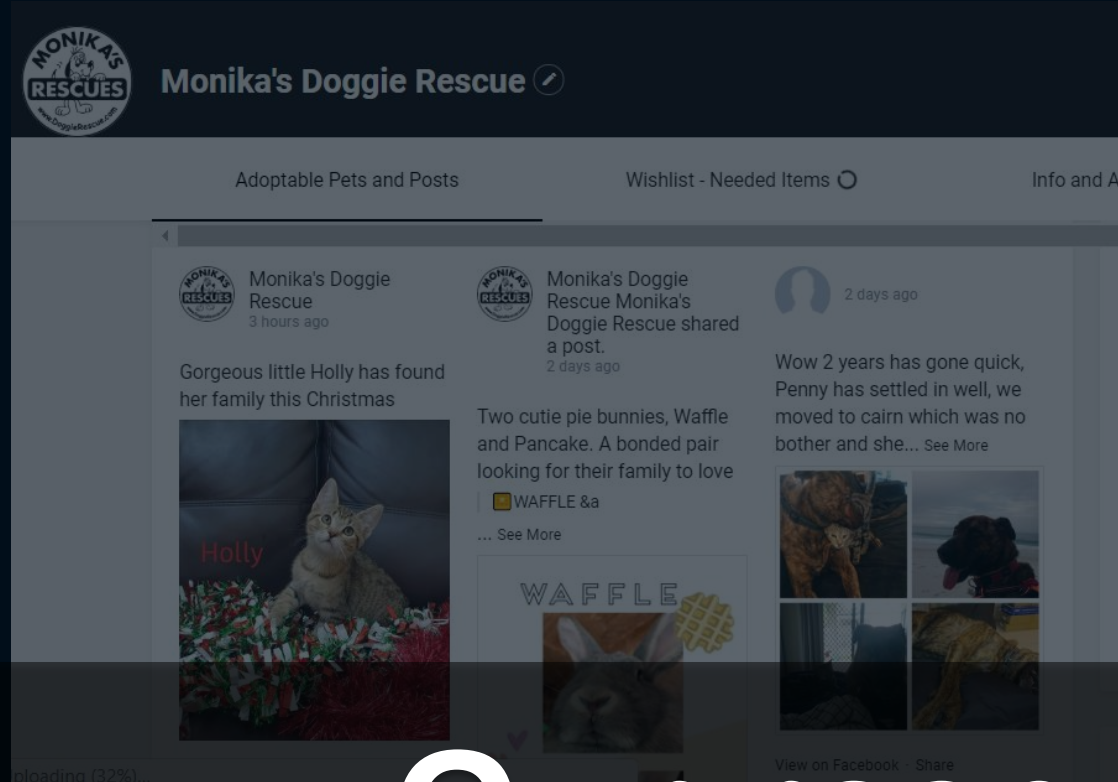 MONIKA'S
RESCUES
www.DoggieRescue.com
Monika's Doggie Rescue
Adoptable Pets and Posts
Wishlist - Needed Items
Info and A
MONIKA'S
RESCUES
Monika's Doggie
Rescue
3 hours ago
Gorgeous little Holly has found
her family this Christmas
Holly
MONIKA'S
RESCUES
Monika's Doggie
Rescue Monika's
Doggie Rescue shared
a post.
2 days ago
Two cutie pie bunnies, Waffle
and Pancake. A bonded pair
looking for their family to love
WAFFLE &a
... See More
WAFFLE
2 days ago
Wow 2 years has gone quick,
Penny has settled in well, we
moved to cairn which was no
bother and she... See More
View on Facebook · Share
ploading (32%)...